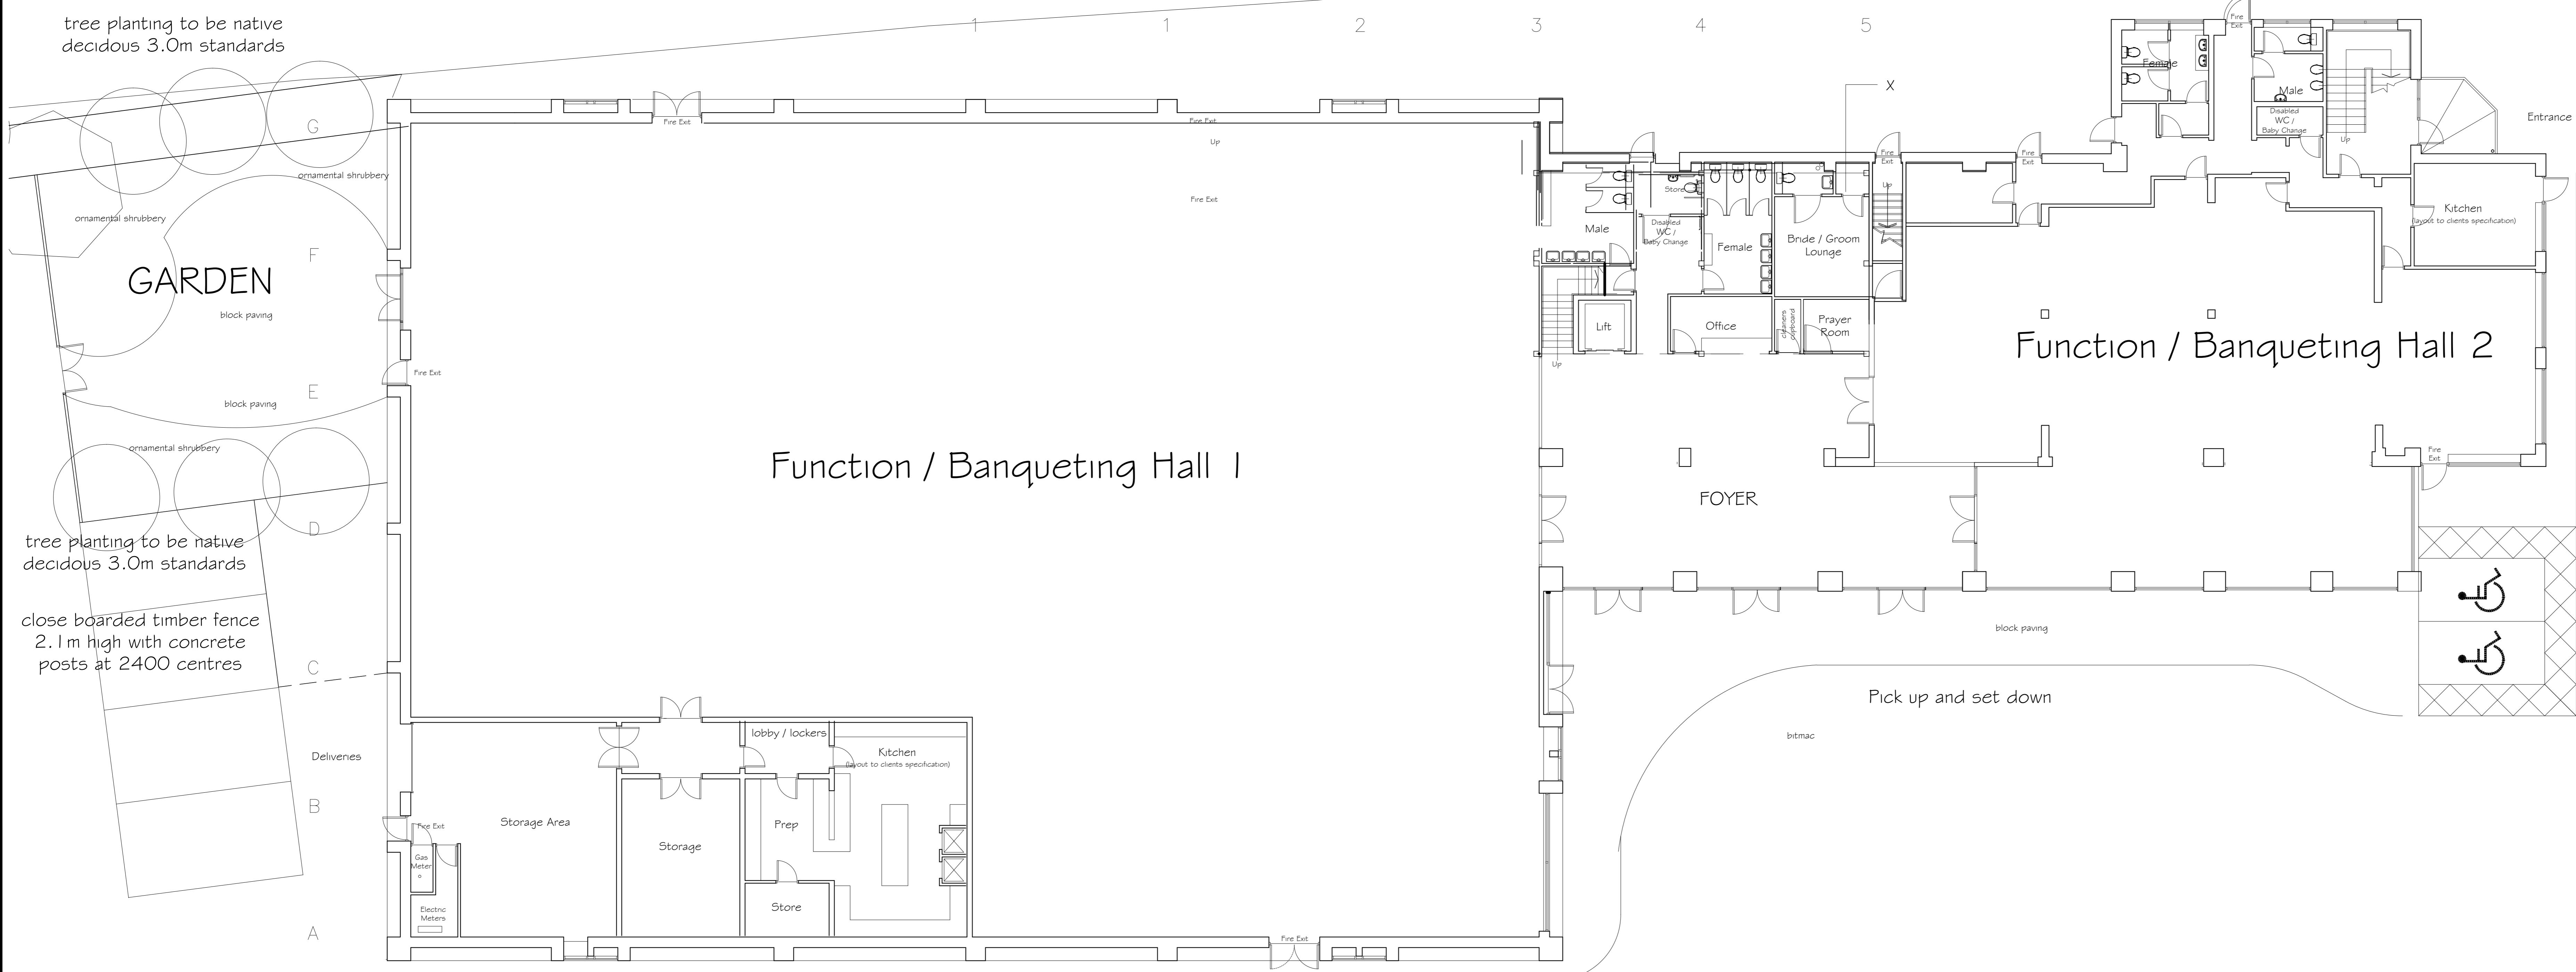 tree planting to be native
decidous 3.0m standards
1
1
2
3
4
5
X
Fire
Exit
Female
Male
Disabled
WC /
Baby Change
Up
Entrance
G
Fire Exit
Fire Exit
Up
Fire Exit
ornamental shrubbery
ornamental shrubbery
GARDEN
block paving
F
Fire Exit
E
block paving
ornamental shrubbery
Store
Male
Disabled
WC /
Baby Change
Female
Bride / Groom
Lounge
Fire
Exit
Up
Fire
Exit
Kitchen
(layout to clients specification)
Lift
Office
cleaners
cupboard
Prayer
Room
Up
Function / Banqueting Hall 2
Function / Banqueting Hall 1
FOYER
Fire
Exit
D
tree planting to be native
decidous 3.0m standards
close boarded timber fence
2.1m high with concrete
posts at 2400 centres
C
block paving
Pick up and set down
bitmac
Deliveries
lobby / lockers
Kitchen
(layout to clients specification)
B
Fire Exit
Storage Area
Storage
Prep
Gas
Meter
Store
Electric
Meters
A
Fire Exit